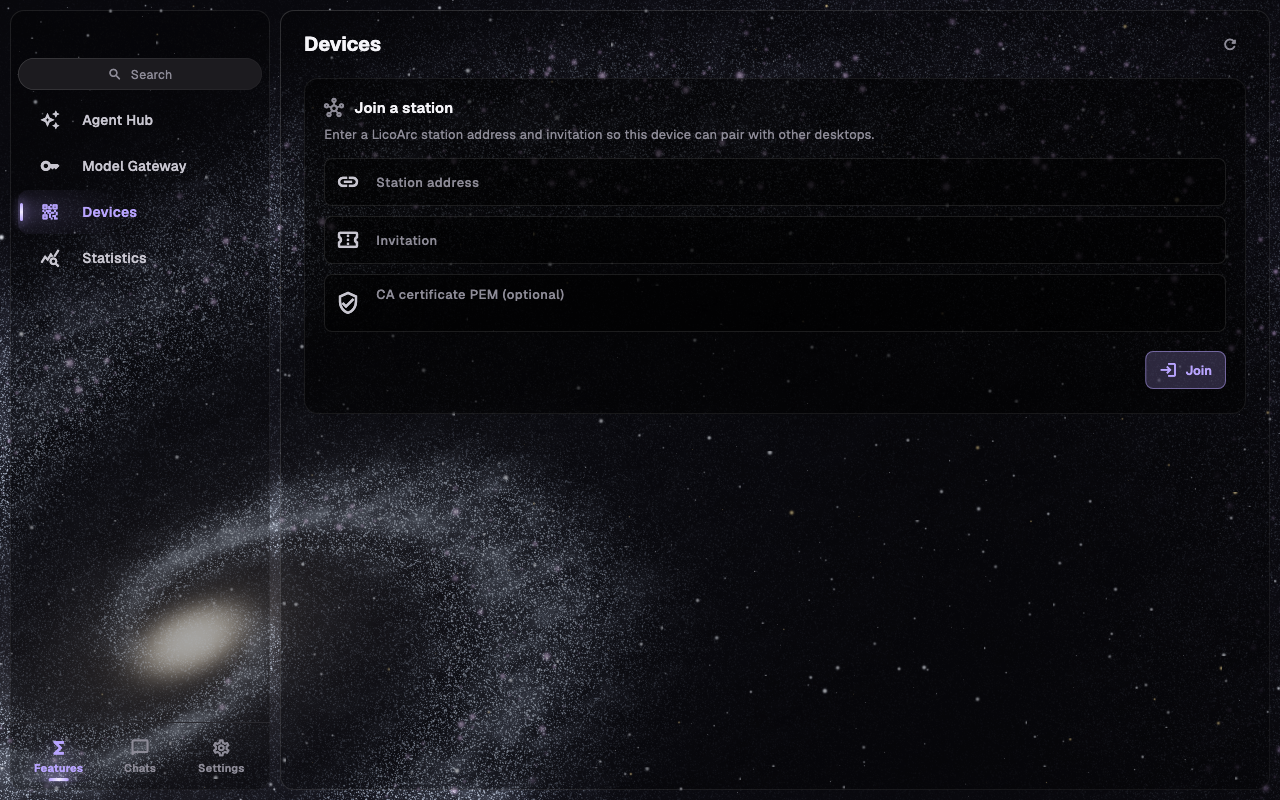 Search
Agent Hub
Model Gateway
Devices
Statistics
Features
Chats
Settings
Devices
Join a station
Enter a LicoArc station address and invitation so this device can pair with other desktops.
Station address
Invitation
CA certificate PEM (optional)
Join